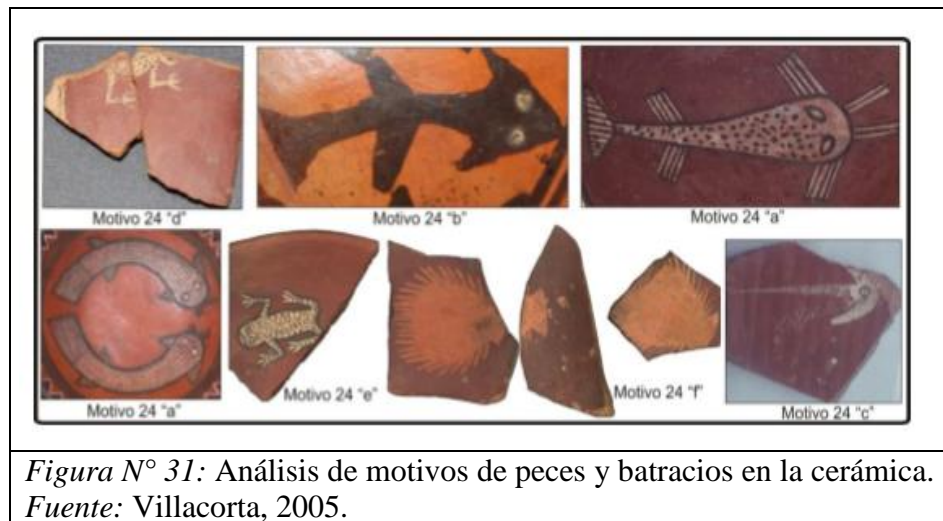 Motivo 24 "d"
Motivo 24 "b"
Motivo 24 "a"
Motivo 24 "a"
Motivo 24 "e"
Motivo 24 "f"
Motivo 24 "c"
Figura N° 31: Análisis de motivos de peces y batracios en la cerámica.
Fuente: Villacorta, 2005.